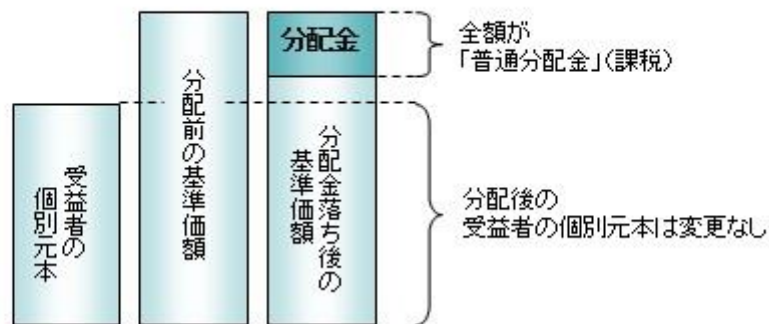 受益者の
個別元本
分配前の基準価額
分配金
分配金落ち後の
基準価額
全額が
「普通分配金」(課税)
分配後の
受益者の個別元本は変更なし